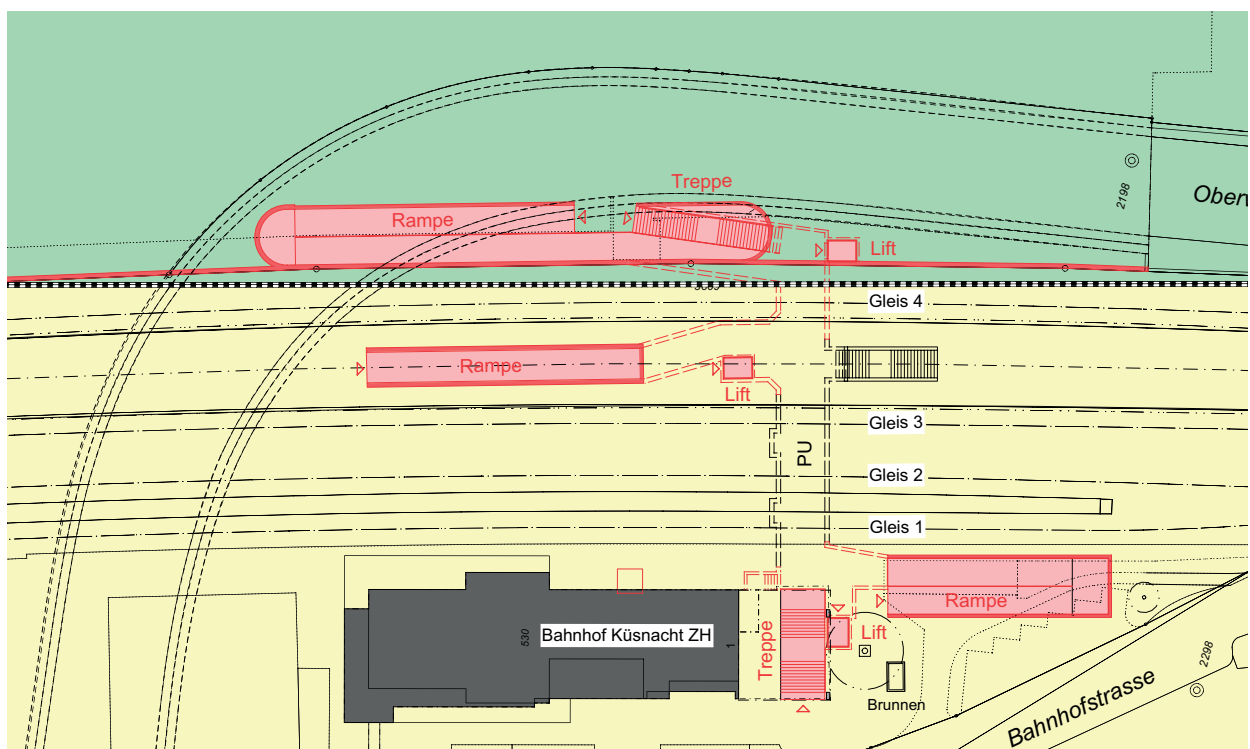 Treppe
2198
Oberw
Rampe
Lift
Gleis 4
Rampe
Lift
Gleis 3
PU
Gleis 2
Gleis 1
Rampe
530
Bahnhof Küsnacht ZH
1
Treppe
Lift
2298
Brunnen
Bahnhofstrasse